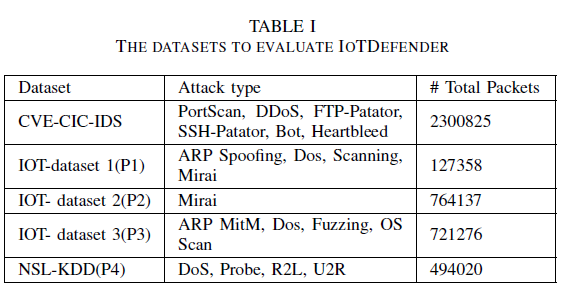 TABLE I
THE DATASETS TO EVALUATE IOTDEFENDER
Dataset Attack type # Total Packets
CVE-CIC-IDS PortScan, DDoS, FTP-Patator, SSH-Patator, Bot, Heartbleed 2300825
IOT-dataset 1(P1) ARP Spoofing, Dos, Scanning, Mirai 127358
IOT- dataset 2(P2) Mirai 764137
IOT- dataset 3(P3) ARP MitM, Dos, Fuzzing, OS Scan 721276
NSL-KDD(P4) DoS, Probe, R2L, U2R 494020